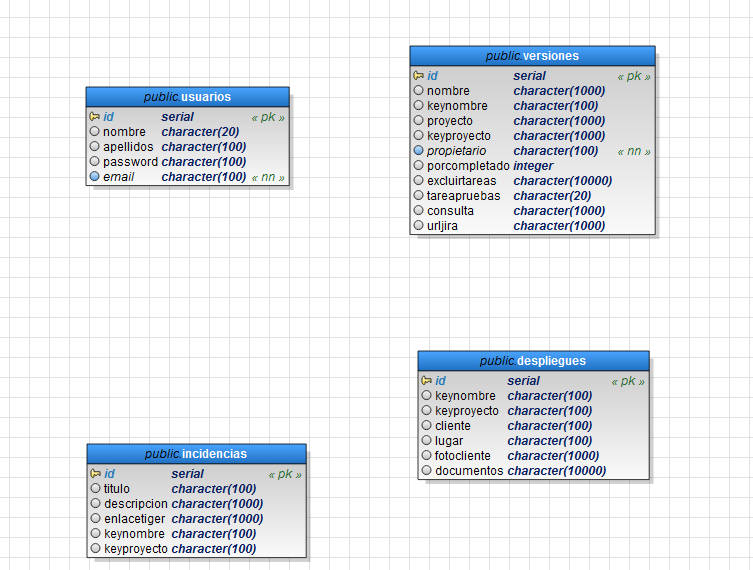 public.usuarios
id serial « pk »
nombre character(20)
apellidos character(100)
password character(100)
email character(100) « nn »
public.versiones
id serial « pk »
nombre character(1000)
keynombre character(100)
proyecto character(1000)
keyproyecto character(1000)
propietario character(100) « nn »
porcompletado integer
excluirtareas character(10000)
tareapruebas character(20)
consulta character(1000)
urljira character(1000)
public.incidencias
id serial « pk »
titulo character(100)
descripcion character(1000)
enlacetiger character(1000)
keynombre character(100)
keyproyecto character(100)
public.despliegues
id serial « pk »
keynombre character(100)
keyproyecto character(100)
cliente character(100)
lugar character(100)
fotocliente character(1000)
documentos character(10000)